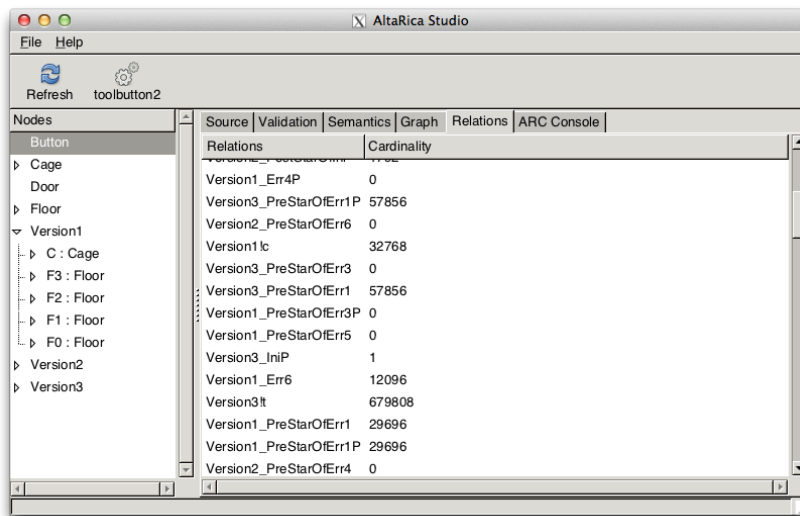 AltaRica Studio
File Help
Refresh toolbutton2
Nodes
Button
Cage
Door
Floor
Version1
C : Cage
F3 : Floor
F2 : Floor
F1 : Floor
F0 : Floor
Version2
Version3
Source Validation Semantics Graph Relations ARC Console
Relations Cardinality
Version1_Err4P 0
Version3_PreStarOfErr1P 57856
Version2_PreStarOfErr6 0
Version1!c 32768
Version3_PreStarOfErr3 0
Version3_PreStarOfErr1 57856
Version1_PreStarOfErr3P 0
Version1_PreStarOfErr5 0
Version3_IniP 1
Version1_Err6 12096
Version3!t 679808
Version1_PreStarOfErr1 29696
Version1_PreStarOfErr1P 29696
Version2_PreStarOfErr4 0